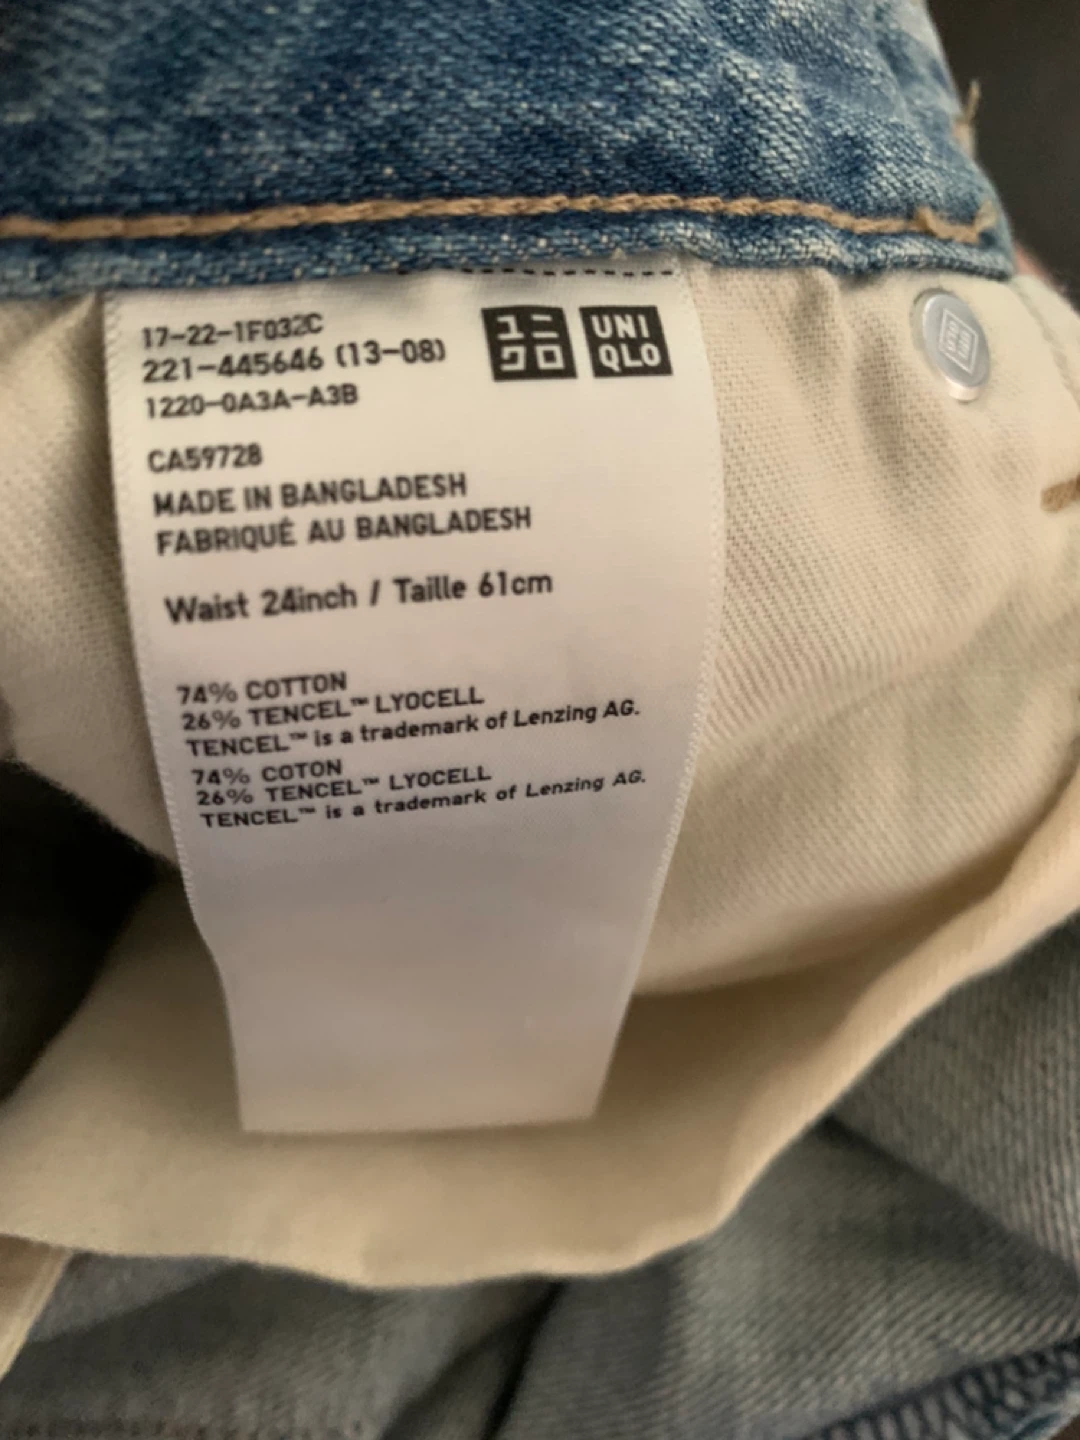 17-22-1F032C
221-445646 (13-08)
1220-0A3A-A3B
ユニ
クロ
UNI
QLO
CA59728
MADE IN BANGLADESH
FABRIQUÉ AU BANGLADESH
Waist 24inch / Taille 61cm
74% COTTON
26% TENCEL™ LYOCELL
TENCEL™ is a trademark of Lenzing AG.
74% COTON
26% TENCEL™ LYOCELL
TENCEL™ is a trademark of Lenzing AG.